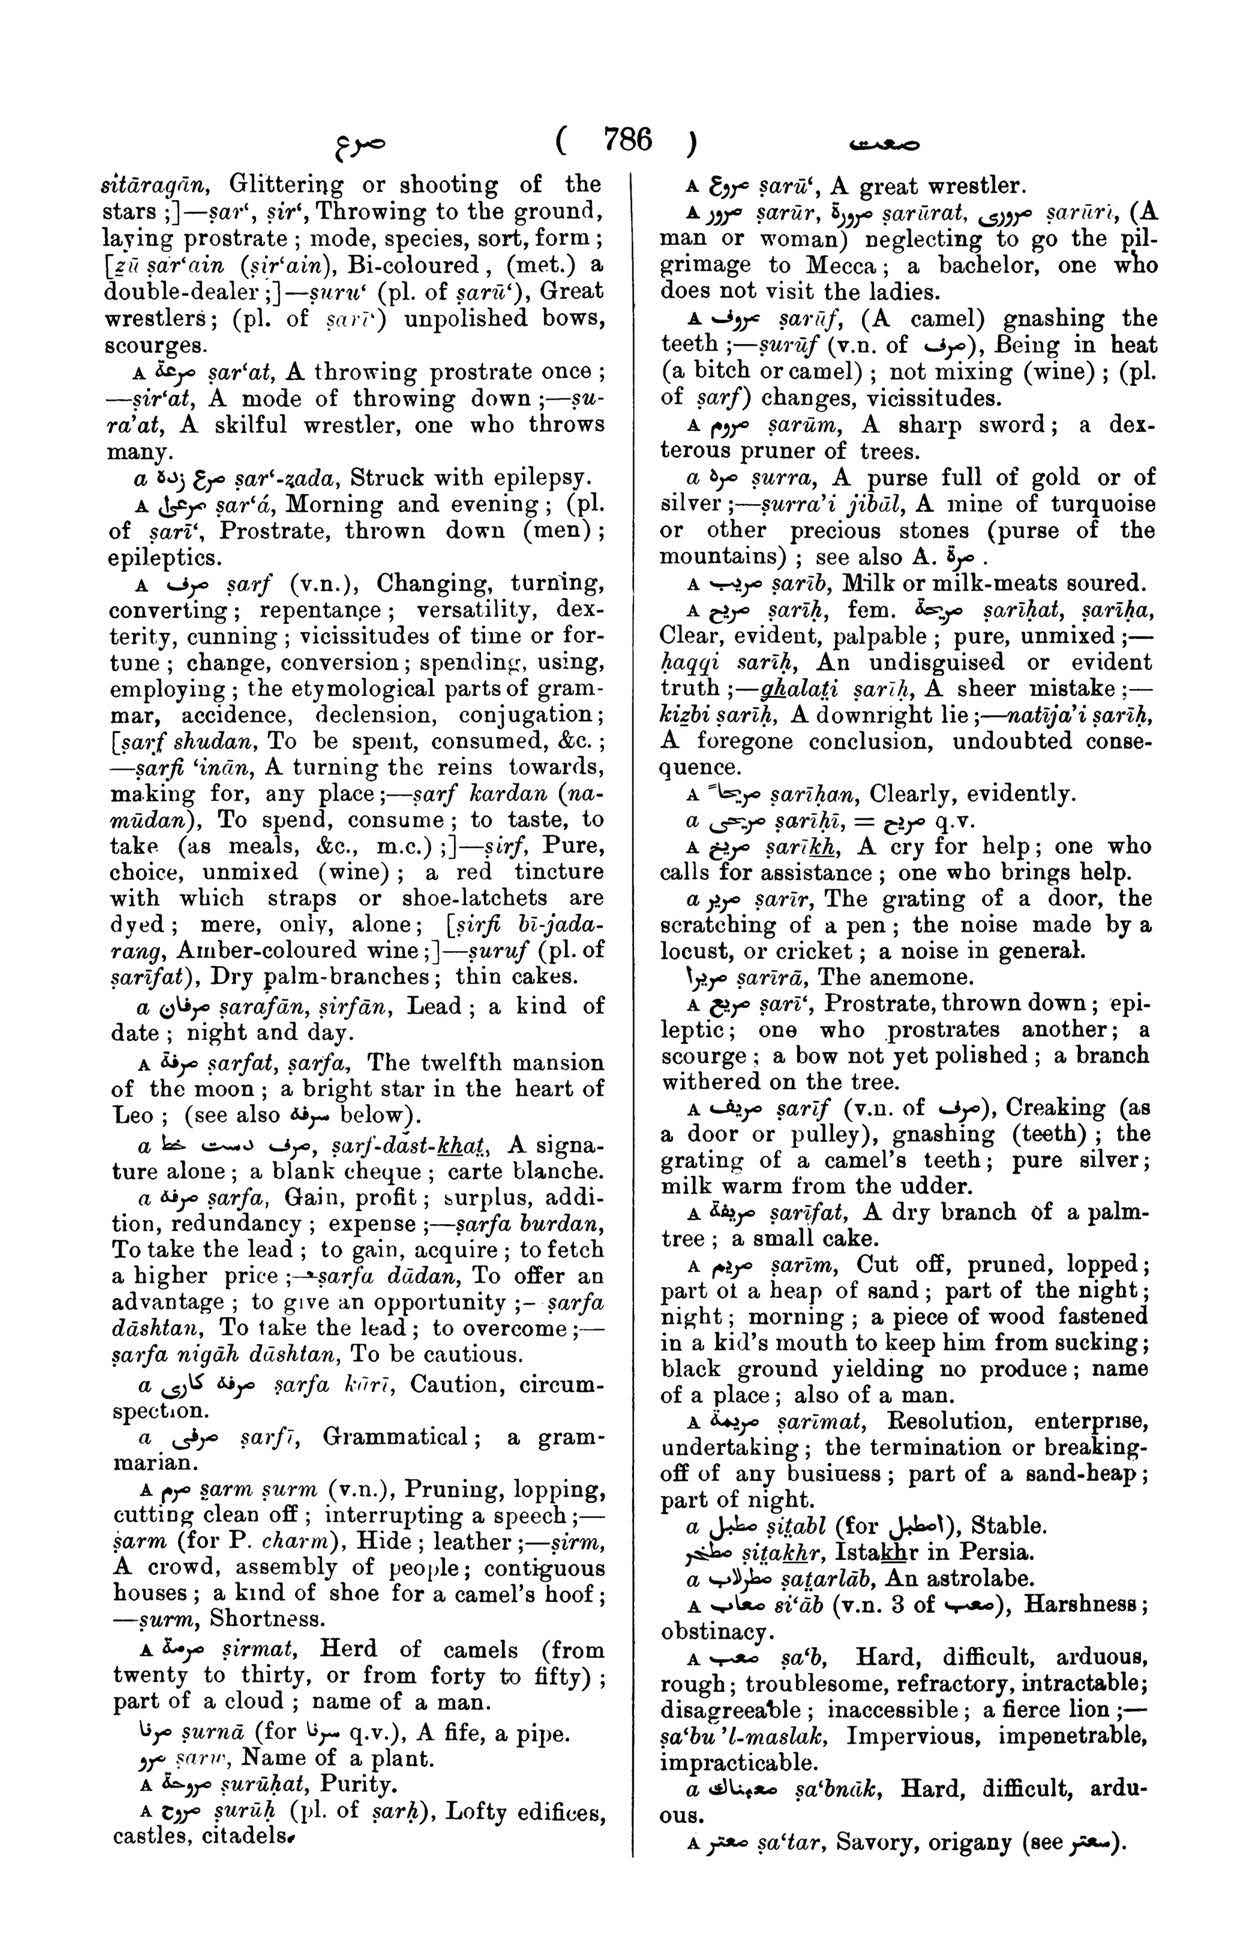 صرع ( 786 ) صعت
sitāragān, Glittering or shooting of the
stars ;]—ṣar‘, ṣir‘, Throwing to the ground,
laying prostrate ; mode, species, sort, form ;
[ẕū ṣar‘ain (ṣir‘ain), Bi-coloured, (met.) a
double-dealer ;]—ṣuru‘ (pl. of ṣarū‘), Great
wrestlers ; (pl. of ṣarī‘) unpolished bows,
scourges.
A صرعة ṣar‘at, A throwing prostrate once ;
—ṣir‘at, A mode of throwing down ;—ṣu-
ra’at, A skilful wrestler, one who throws
many.
a صرع زده ṣar‘-zada, Struck with epilepsy.
A صرعى ṣar‘á, Morning and evening ; (pl.
of ṣarī‘, Prostrate, thrown down (men) ;
epileptics.
A صرف ṣarf (v.n.), Changing, turning,
converting ; repentance ; versatility, dex-
terity, cunning ; vicissitudes of time or for-
tune ; change, conversion ; spending, using,
employing ; the etymological parts of gram-
mar, accidence, declension, conjugation ;
[ṣarf shudan, To be spent, consumed, &c. ;
—ṣarfi ‘inān, A turning the reins towards,
making for, any place ;—ṣarf kardan (na-
mūdan), To spend, consume ; to taste, to
take (as meals, &c., m.c.) ;]—ṣirf, Pure,
choice, unmixed (wine) ; a red tincture
with which straps or shoe-latchets are
dyed ; mere, only, alone ; [ṣirfi bī-jada-
rang, Amber-coloured wine ;]—ṣuruf (pl. of
ṣarīfat), Dry palm-branches ; thin cakes.
a صرفان ṣarafān, ṣirfān, Lead ; a kind of
date ; night and day.
A صرفة ṣarfat, ṣarfa, The twelfth mansion
of the moon ; a bright star in the heart of
Leo ; (see also سرفه below).
a صرف دست خط, ṣarf-dast-khaṭ, A signa-
ture alone ; a blank cheque ; carte blanche.
a صرفه ṣarfa, Gain, profit ; surplus, addi-
tion, redundancy ; expense ;—ṣarfa burdan,
To take the lead ; to gain, acquire ; to fetch
a higher price ;—ṣarfa dādan, To offer an
advantage ; to give an opportunity ;—ṣarfa
dāshtan, To take the lead ; to overcome ;—
ṣarfa nigāh dāshtan, To be cautious.
a صرفه كارى ṣarfa kārī, Caution, circum-
spection.
a صرفى ṣarfī, Grammatical ; a gram-
marian.
A صرم ṣarm ṣurm (v.n.), Pruning, lopping,
cutting clean off ; interrupting a speech ;—
ṣarm (for P. charm), Hide ; leather ;—ṣirm,
A crowd, assembly of people ; contiguous
houses ; a kind of shoe for a camel's hoof ;
—ṣurm, Shortness.
A صرمة ṣirmat, Herd of camels (from
twenty to thirty, or from forty to fifty) ;
part of a cloud ; name of a man.
صرنا ṣurnā (for سرنا q.v.), A fife, a pipe.
صرو ṣarw, Name of a plant.
A صروحة ṣurūḥat, Purity.
A صروح ṣurūḥ (pl. of ṣarḥ), Lofty edifices,
castles, citadels.
A صروع ṣarū‘, A great wrestler.
A صرور ṣarūr, صرورة ṣarūrat, صرورى ṣarūrī, (A
man or woman) neglecting to go the pil-
grimage to Mecca ; a bachelor, one who
does not visit the ladies.
A صروف ṣarūf, (A camel) gnashing the
teeth ;—ṣurūf (v.n. of صرف), Being in heat
(a bitch or camel) ; not mixing (wine) ; (pl.
of ṣarf) changes, vicissitudes.
A صروم ṣarūm, A sharp sword ; a dex-
terous pruner of trees.
a صره ṣurra, A purse full of gold or of
silver ;—ṣurra'i jibāl, A mine of turquoise
or other precious stones (purse of the
mountains) ; see also A. صرة .
A صريب ṣarīb, Milk or milk-meats soured.
A صريح ṣarīḥ, fem. صريحة ṣarīḥat, ṣarīḥa,
Clear, evident, palpable ; pure, unmixed ;—
ḥaqqi sarīḥ, An undisguised or evident
truth ;—ghalaṭi ṣarīḥ, A sheer mistake ;—
kiẕbi ṣarīḥ, A downright lie ;—natīja'i ṣarīḥ,
A foregone conclusion, undoubted conse-
quence.
A صريحاً ṣarīḥan, Clearly, evidently.
a صريحى ṣarīḥī, = صريح q.v.
A صريخ ṣarīkh, A cry for help ; one who
calls for assistance ; one who brings help.
a صرير ṣarīr, The grating of a door, the
scratching of a pen ; the noise made by a
locust, or cricket ; a noise in general.
صريرا ṣarīrā, The anemone.
A صريع ṣarī‘, Prostrate, thrown down ; epi-
leptic ; one who prostrates another ; a
scourge ; a bow not yet polished ; a branch
withered on the tree.
A صريف ṣarīf (v.n. of صرف), Creaking (as
a door or pulley), gnashing (teeth) ; the
grating of a camel's teeth ; pure silver ;
milk warm from the udder.
A صريفة ṣarīfat, A dry branch of a palm-
tree ; a small cake.
A صريم ṣarīm, Cut off, pruned, lopped ;
part of a heap of sand ; part of the night ;
night ; morning ; a piece of wood fastened
in a kid's mouth to keep him from sucking ;
black ground yielding no produce ; name
of a place ; also of a man.
A صريمة ṣarīmat, Resolution, enterprise,
undertaking ; the termination or breaking-
off of any business ; part of a sand-heap ;
part of night.
a صطبل ṣiṭabl (for اصطبل), Stable.
صطخر ṣiṭakhr, Istakhr in Persia.
a صطرلاب ṣaṭarlāb, An astrolabe.
A صعاب si‘āb (v.n. 3 of صعب), Harshness ;
obstinacy.
A صعب ṣa‘b, Hard, difficult, arduous,
rough ; troublesome, refractory, intractable ;
disagreeable ; inaccessible ; a fierce lion ;—
ṣa‘bu 'l-maslak, Impervious, impenetrable,
impracticable.
a صعبناك ṣa‘bnāk, Hard, difficult, ardu-
ous.
A صعتر ṣa‘tar, Savory, origany (see سعتر).